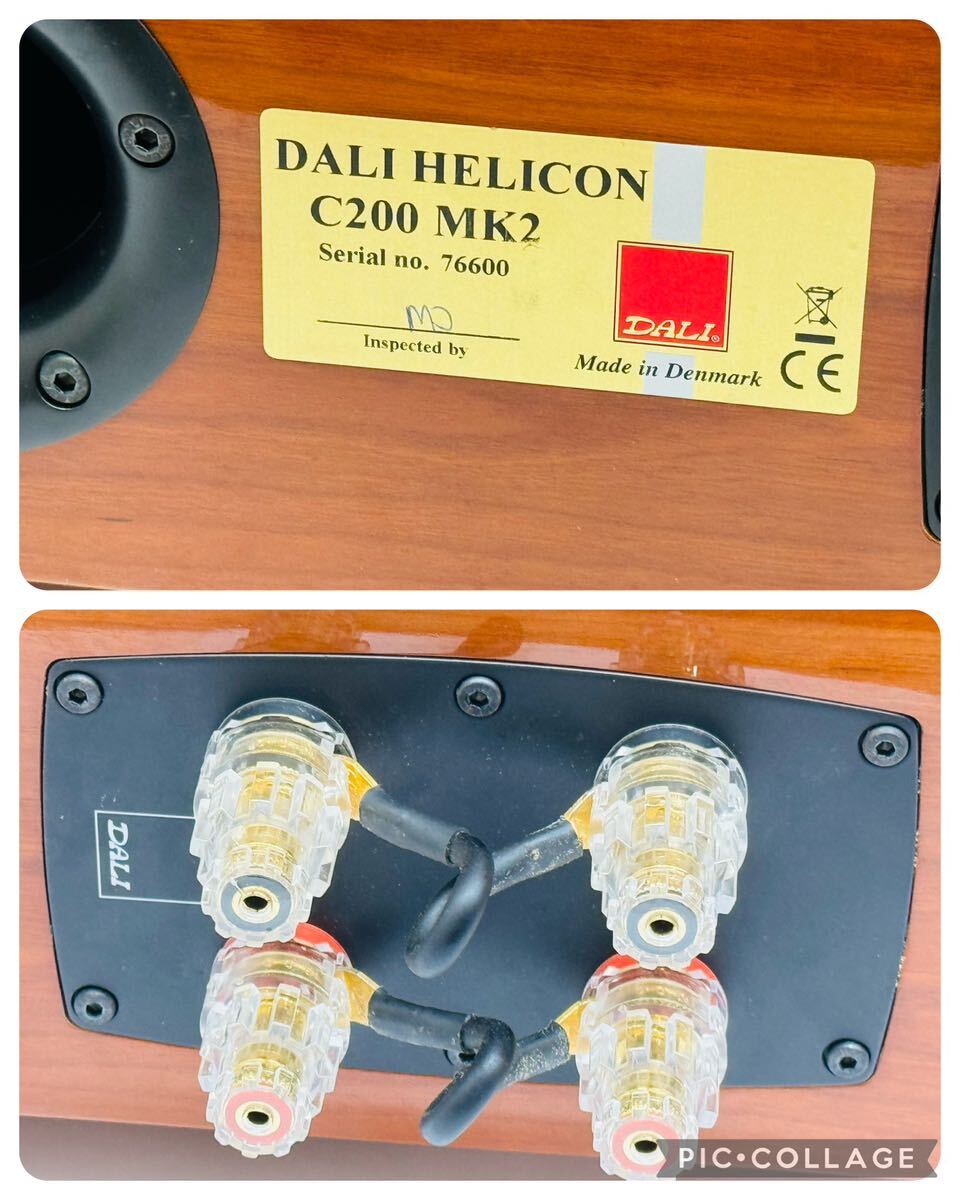 DALI HELICON
C200 MK2
Serial no. 76600
Inspected by
DALI®
Made in Denmark
CE
DALI
PIC•COLLAGE